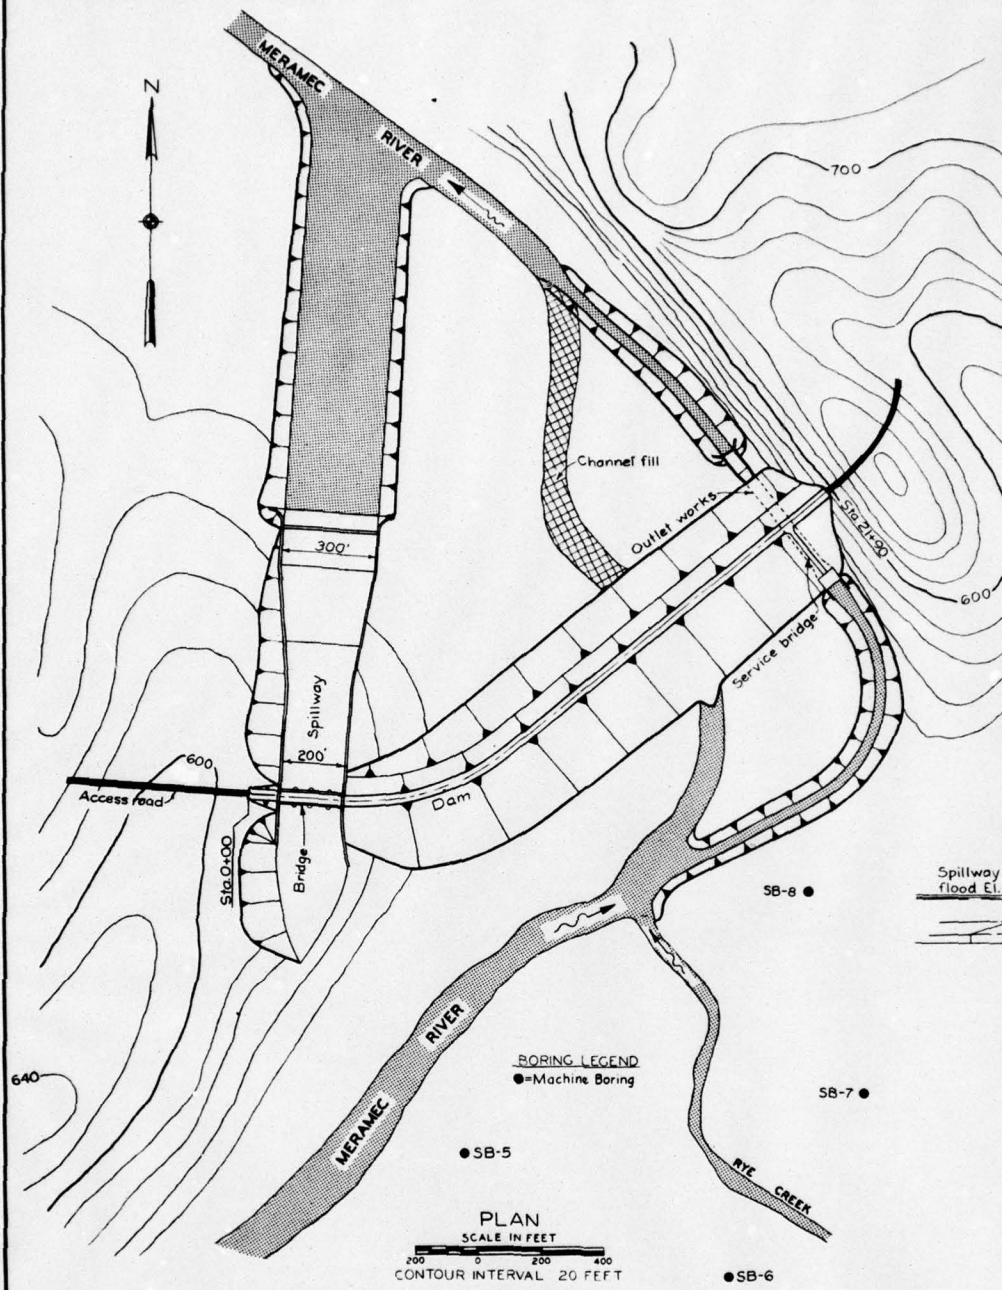 MERAMEC
RIVER
N
700
Channel fill
Outlet works
Sta. 21+90
300'
600
Service bridge
Spillway
200'
600
Access road
Dam
Sta. 0+00
Bridge
SB-8
Spillway
flood El.
RIVER
MERAMEC
BORING LEGEND
●=Machine Boring
640
SB-7
SB-5
RYE CREEK
PLAN
SCALE IN FEET
200 0 200 400
CONTOUR INTERVAL 20 FEET
SB-6